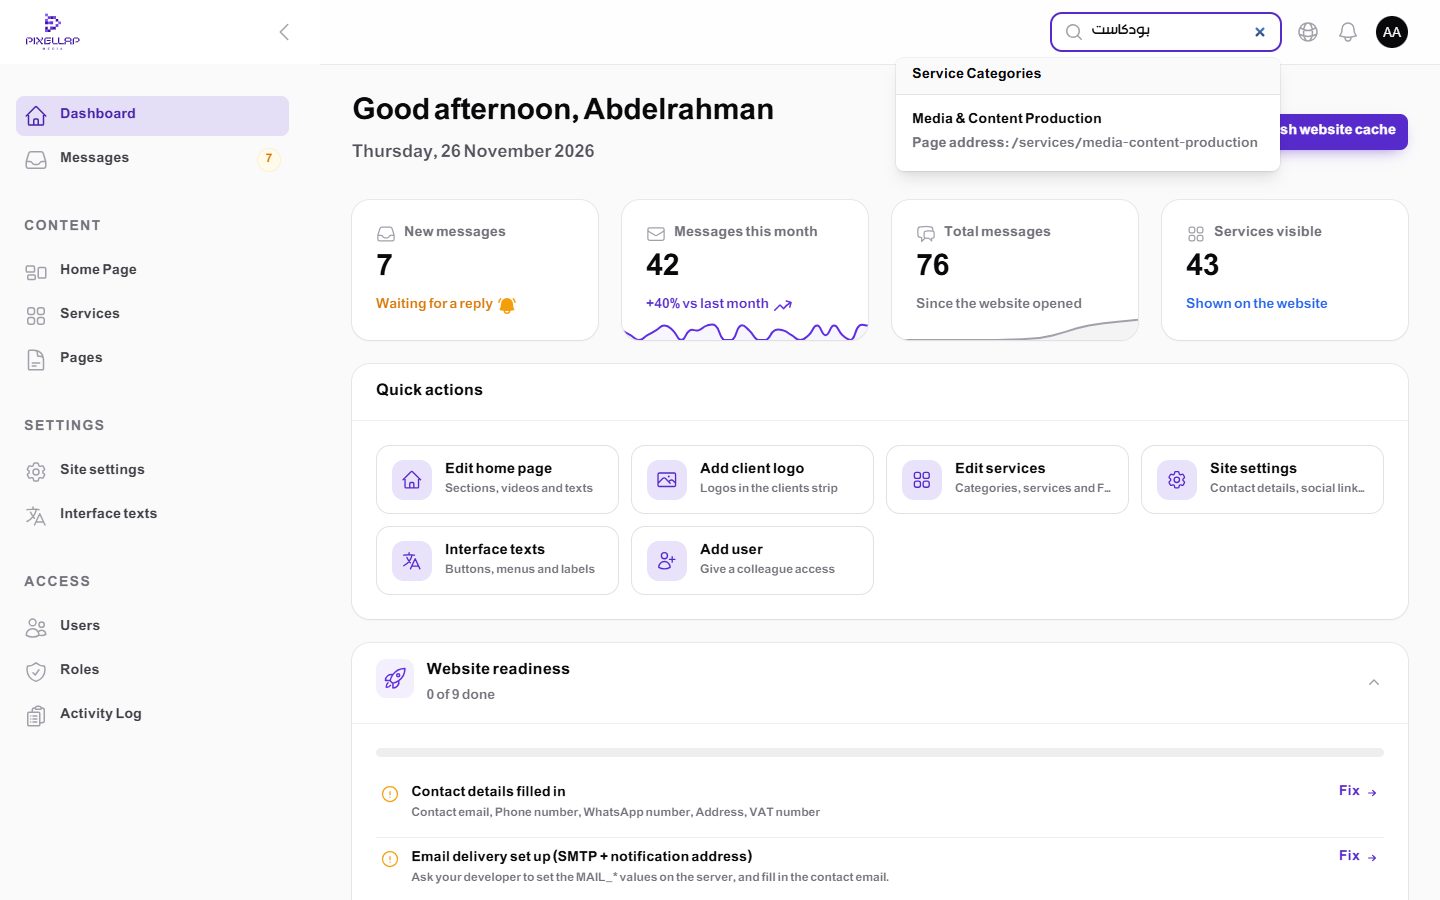 PIXELLAP
MEDIA
بودكاست
AA
Service Categories
Media & Content Production
Page address: /services/media-content-production
Dashboard
Messages
7
CONTENT
Home Page
Services
Pages
SETTINGS
Site settings
Interface texts
ACCESS
Users
Roles
Activity Log
Good afternoon, Abdelrahman
Thursday, 26 November 2026
sh website cache
New messages
7
Waiting for a reply
Messages this month
42
+40% vs last month
Total messages
76
Since the website opened
Services visible
43
Shown on the website
Quick actions
Edit home page
Sections, videos and texts
Add client logo
Logos in the clients strip
Edit services
Categories, services and F...
Site settings
Contact details, social link...
Interface texts
Buttons, menus and labels
Add user
Give a colleague access
Website readiness
0 of 9 done
Contact details filled in
Contact email, Phone number, WhatsApp number, Address, VAT number
Fix
Email delivery set up (SMTP + notification address)
Ask your developer to set the MAIL_* values on the server, and fill in the contact email.
Fix